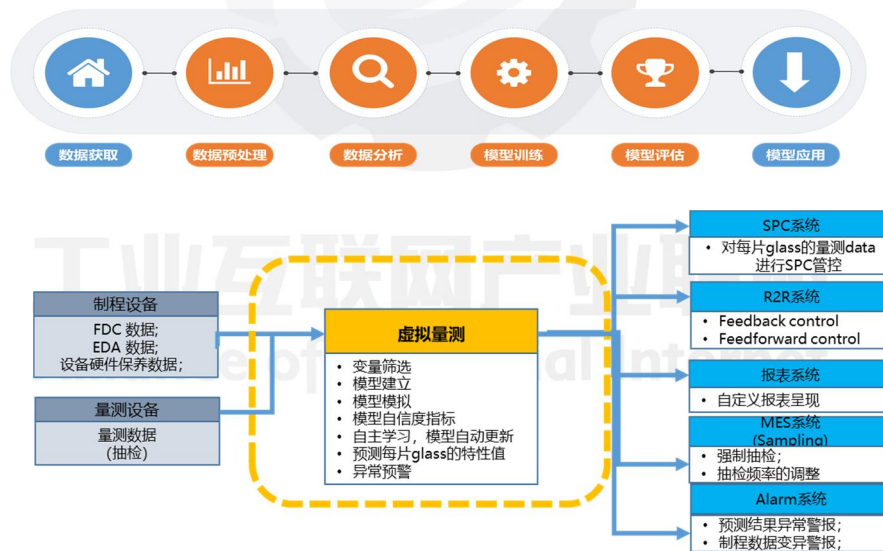 数据获取
数据预处理
数据分析
模型训练
模型评估
模型应用
工业互联网产业联
制程设备
FDC 数据;
EDA 数据;
设备硬件保养数据;
量测设备
量测数据
(抽检)
虚拟量测
• 变量筛选
• 模型建立
• 模型模拟
• 模型自信度指标
• 自主学习，模型自动更新
• 预测每片glass的特性值
• 异常预警
SPC系统
• 对每片glass的量测data
进行SPC管控
R2R系统
• Feedback control
• Feedforward control
报表系统
• 自定义报表呈现
MES系统
(Sampling)
• 强制抽检;
• 抽检频率的调整
Alarm系统
• 预测结果异常警报;
• 制程数据变异警报;